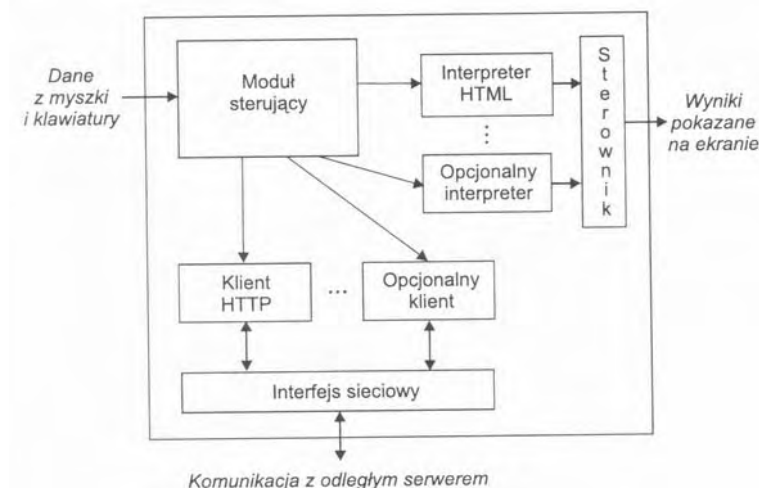 Dane
z myszki
i klawiatury
Moduł
sterujący
Interpreter
HTML
⋮
Opcjonalny
interpreter
Sterownik
Wyniki
pokazane
na ekranie
Klient
HTTP
...
Opcjonalny
klient
Interfejs sieciowy
Komunikacja z odległym serwerem